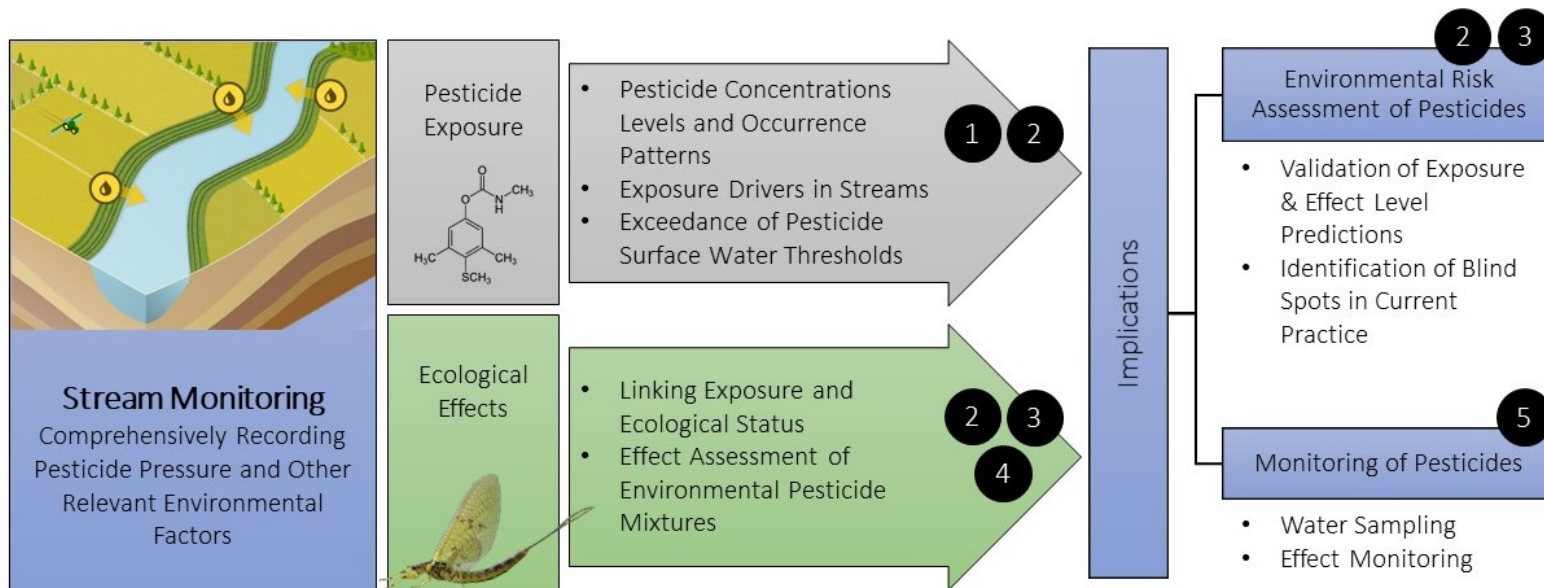 Stream Monitoring
Comprehensively Recording
Pesticide Pressure and Other
Relevant Environmental
Factors
Pesticide
Exposure
O
O
N
H
CH₃
H₃C
CH₃
SCH₃
• Pesticide Concentrations
Levels and Occurrence
Patterns
• Exposure Drivers in Streams
• Exceedance of Pesticide
Surface Water Thresholds
1 2
Ecological
Effects
• Linking Exposure and
Ecological Status
• Effect Assessment of
Environmental Pesticide
Mixtures
2 3
4
Implications
2 3
Environmental Risk
Assessment of Pesticides
• Validation of Exposure
& Effect Level
Predictions
• Identification of Blind
Spots in Current
Practice
5
Monitoring of Pesticides
• Water Sampling
• Effect Monitoring